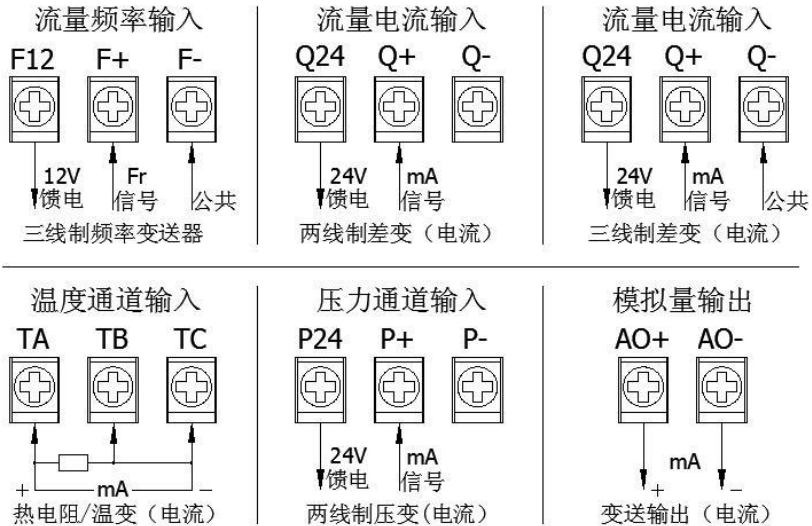 流量频率输入
F12 F+ F-
12V Fr
馈电 信号 公共
三线制频率变送器
流量电流输入
Q24 Q+ Q-
24V mA
馈电 信号
两线制差变（电流）
流量电流输入
Q24 Q+ Q-
24V mA
馈电 信号 公共
三线制差变（电流）
温度通道输入
TA TB TC
+ mA -
热电阻/温变（电流）
压力通道输入
P24 P+ P-
24V mA
馈电 信号
两线制压变(电流)
模拟量输出
AO+ AO-
mA
+ -
变送输出（电流）